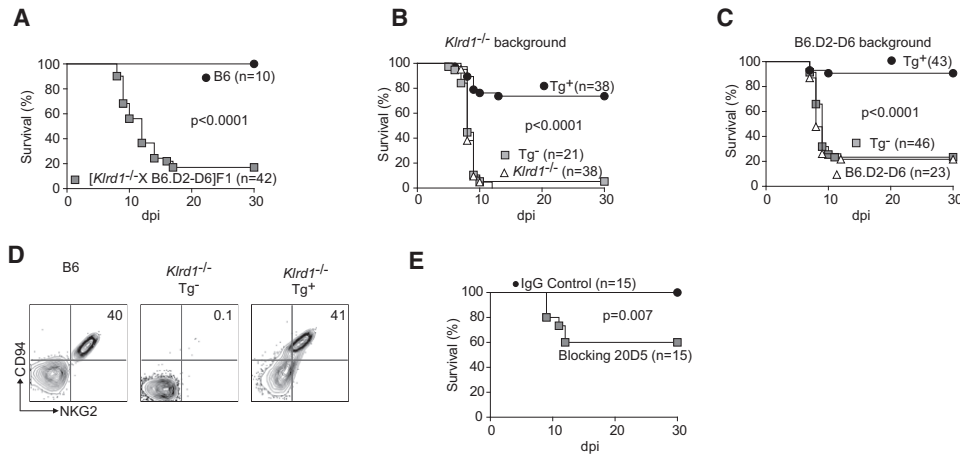 A
B
C
Klrd1-/- background
B6.D2-D6 background
Survival (%)
100
80
60
40
20
0
B6 (n=10)
p<0.0001
[Klrd1-/-X B6.D2-D6]F1 (n=42)
0 10 20 30
dpi
Survival (%)
100
80
60
40
20
0
Tg+(n=38)
p<0.0001
Tg- (n=21)
Klrd1-/- (n=38)
0 10 20 30
dpi
Survival (%)
100
80
60
40
20
0
Tg+(43)
p<0.0001
Tg- (n=46)
B6.D2-D6 (n=23)
0 10 20 30
dpi
D
B6
Klrd1-/-
Tg-
Klrd1-/-
Tg+
40
0.1
41
CD94
NKG2
E
IgG Control (n=15)
p=0.007
Blocking 20D5 (n=15)
Survival (%)
100
80
60
40
20
0
0 10 20 30
dpi